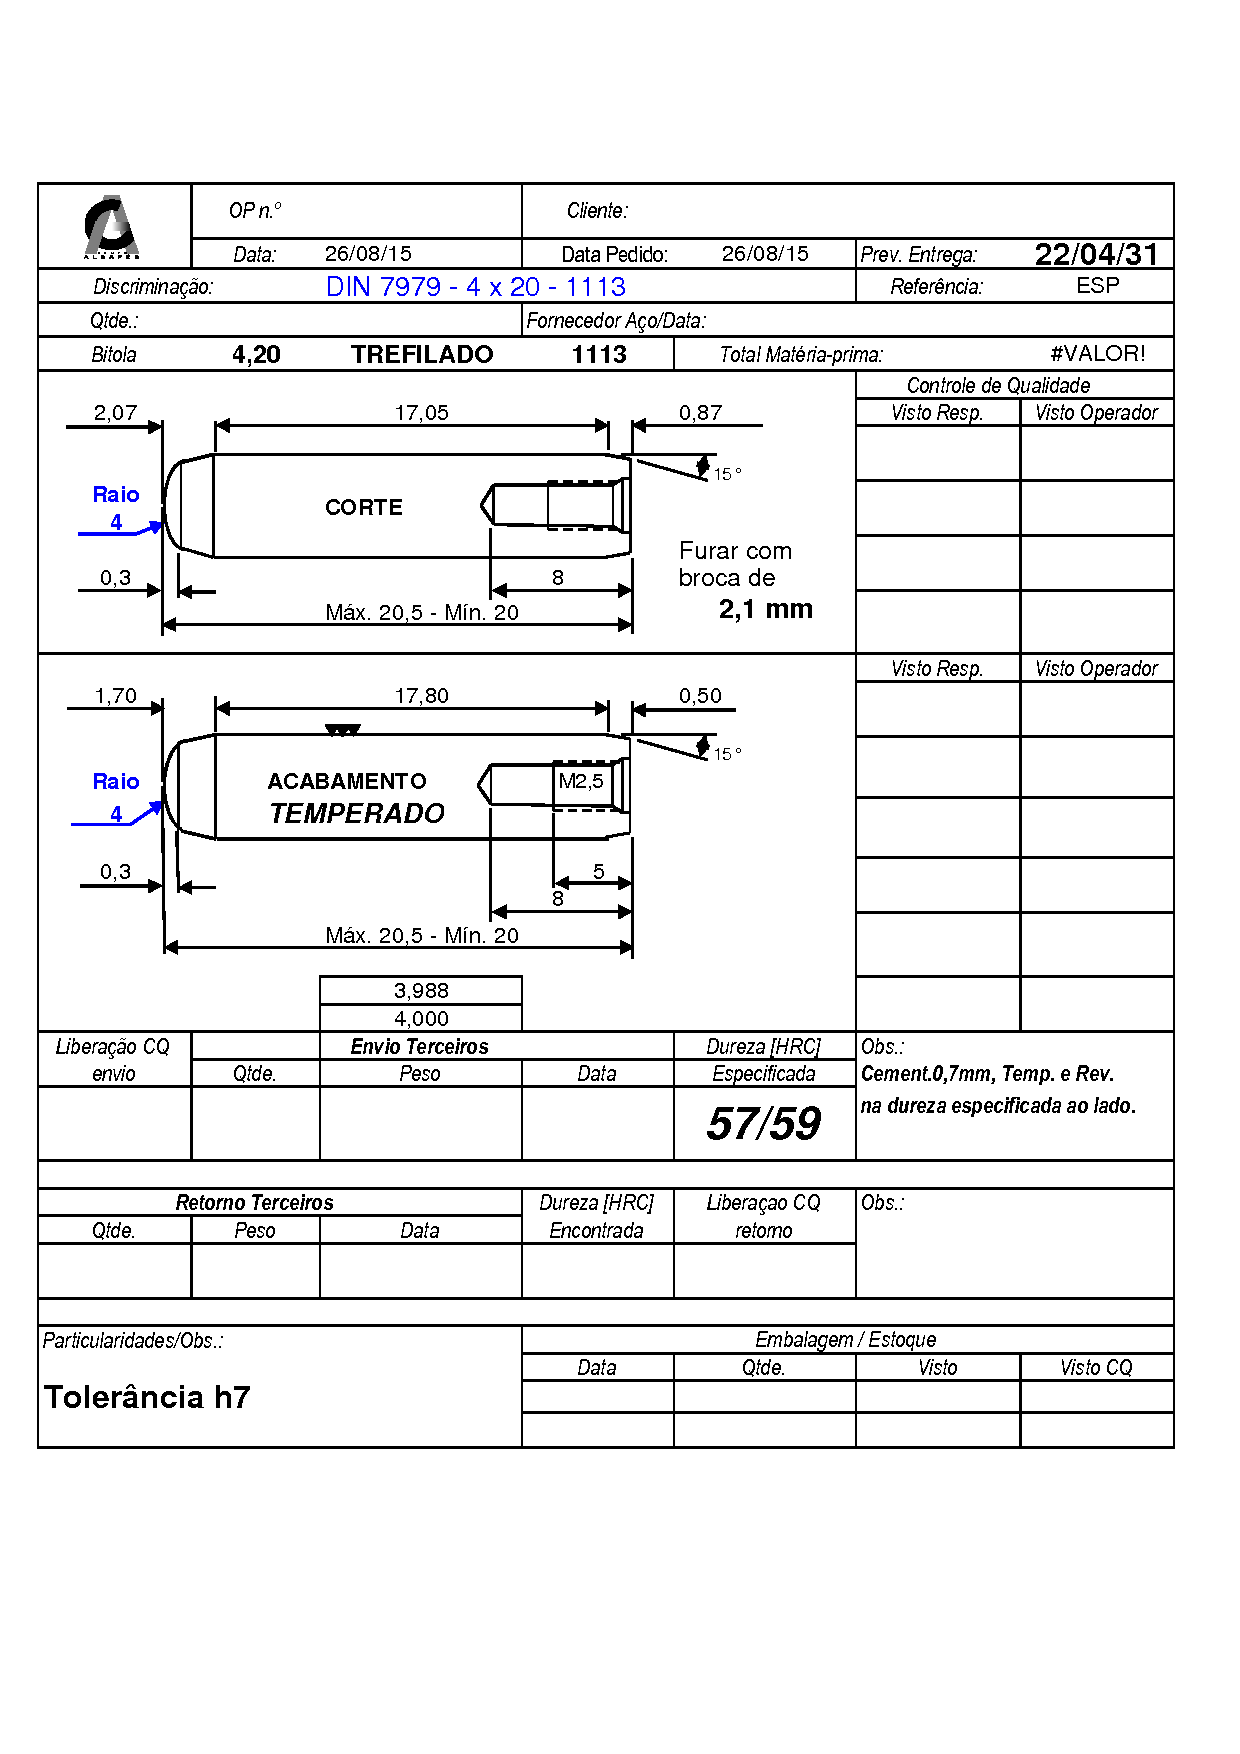 ALBAPER
OP n.º
Cliente:
Data: 26/08/15 Data Pedido: 26/08/15 Prev. Entrega: 22/04/31
Discriminação: DIN 7979 - 4 x 20 - 1113 Referência: ESP
Qtde.: Fornecedor Aço/Data:
Bitola 4,20 TREFILADO 1113 Total Matéria-prima: #VALOR!
Controle de Qualidade
Visto Resp. Visto Operador
2,07 17,05 0,87
15°
Raio
4
CORTE
Furar com
broca de
2,1 mm
0,3 8
Máx. 20,5 - Mín. 20
Visto Resp. Visto Operador
1,70 17,80 0,50
15°
Raio
4
ACABAMENTO
TEMPERADO
M2,5
0,3 5
8
Máx. 20,5 - Mín. 20
3,988
4,000
Liberação CQ Envio Terceiros Dureza [HRC] Obs.:
envio Qtde. Peso Data Especificada Cement.0,7mm, Temp. e Rev.
57/59 na dureza especificada ao lado.
Retorno Terceiros Dureza [HRC] Liberaçao CQ Obs.:
Qtde. Peso Data Encontrada retorno
Particularidades/Obs.: Embalagem / Estoque
Data Qtde. Visto Visto CQ
Tolerância h7